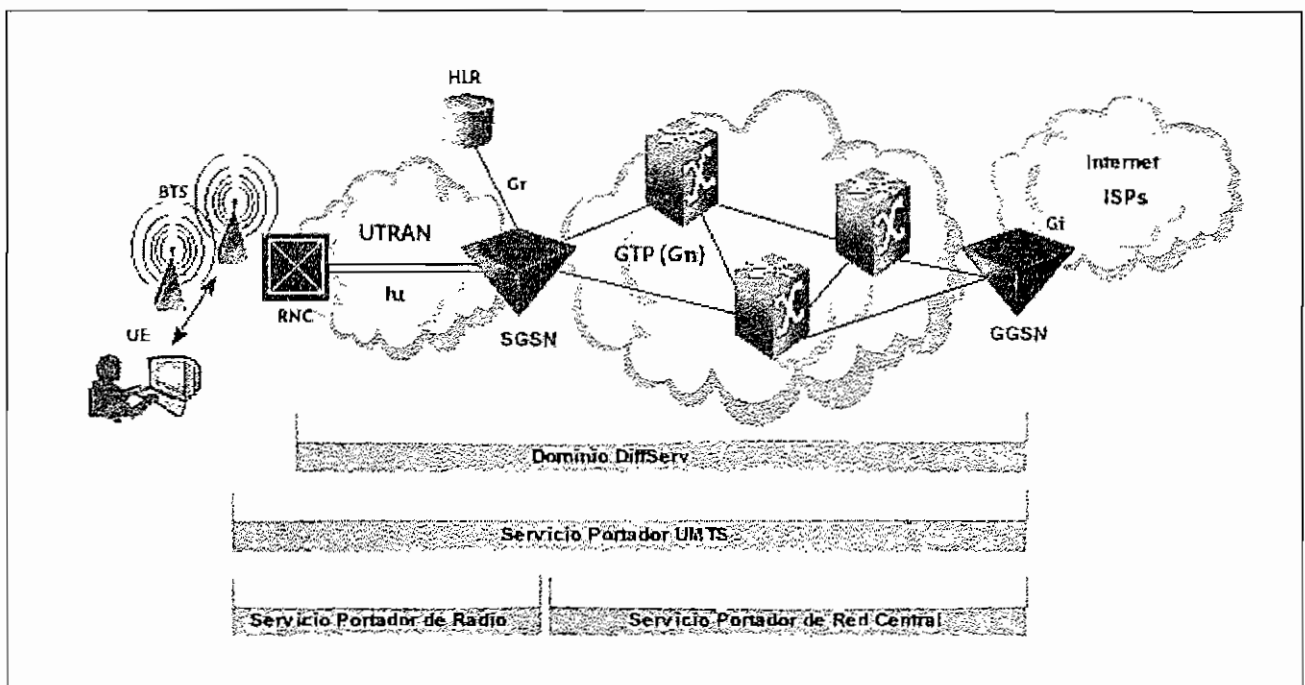 HLR
Gr
BTS
UTRAN
Iu
RNC
UE
SGSN
GTP (Gn)
Internet
ISPs
Gi
GGSN
Dominio DiffServ
Servicio Portador UMTS
Servicio Portador de Radio
Servicio Portador de Red Central